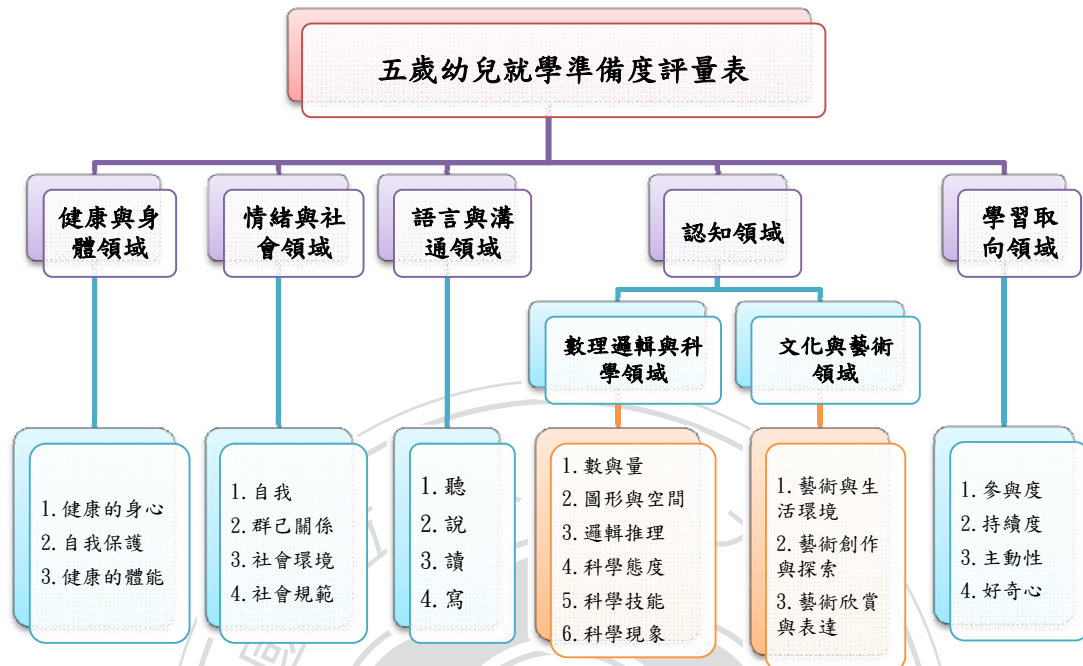 五歲幼兒就學準備度評量表
健康與身
體領域
情緒與社
會領域
語言與溝
通領域
認知領域
學習取
向領域
數理邏輯與科
學領域
文化與藝術
領域
1.健康的身心
2.自我保護
3.健康的體能
1.自我
2.群己關係
3.社會環境
4.社會規範
1.聽
2.說
3.讀
4.寫
1.數與量
2.圖形與空間
3.邏輯推理
4.科學態度
5.科學技能
6.科學現象
1.藝術與生
活環境
2.藝術創作
與探索
3.藝術欣賞
與表達
1.參與度
2.持續度
3.主動性
4.好奇心